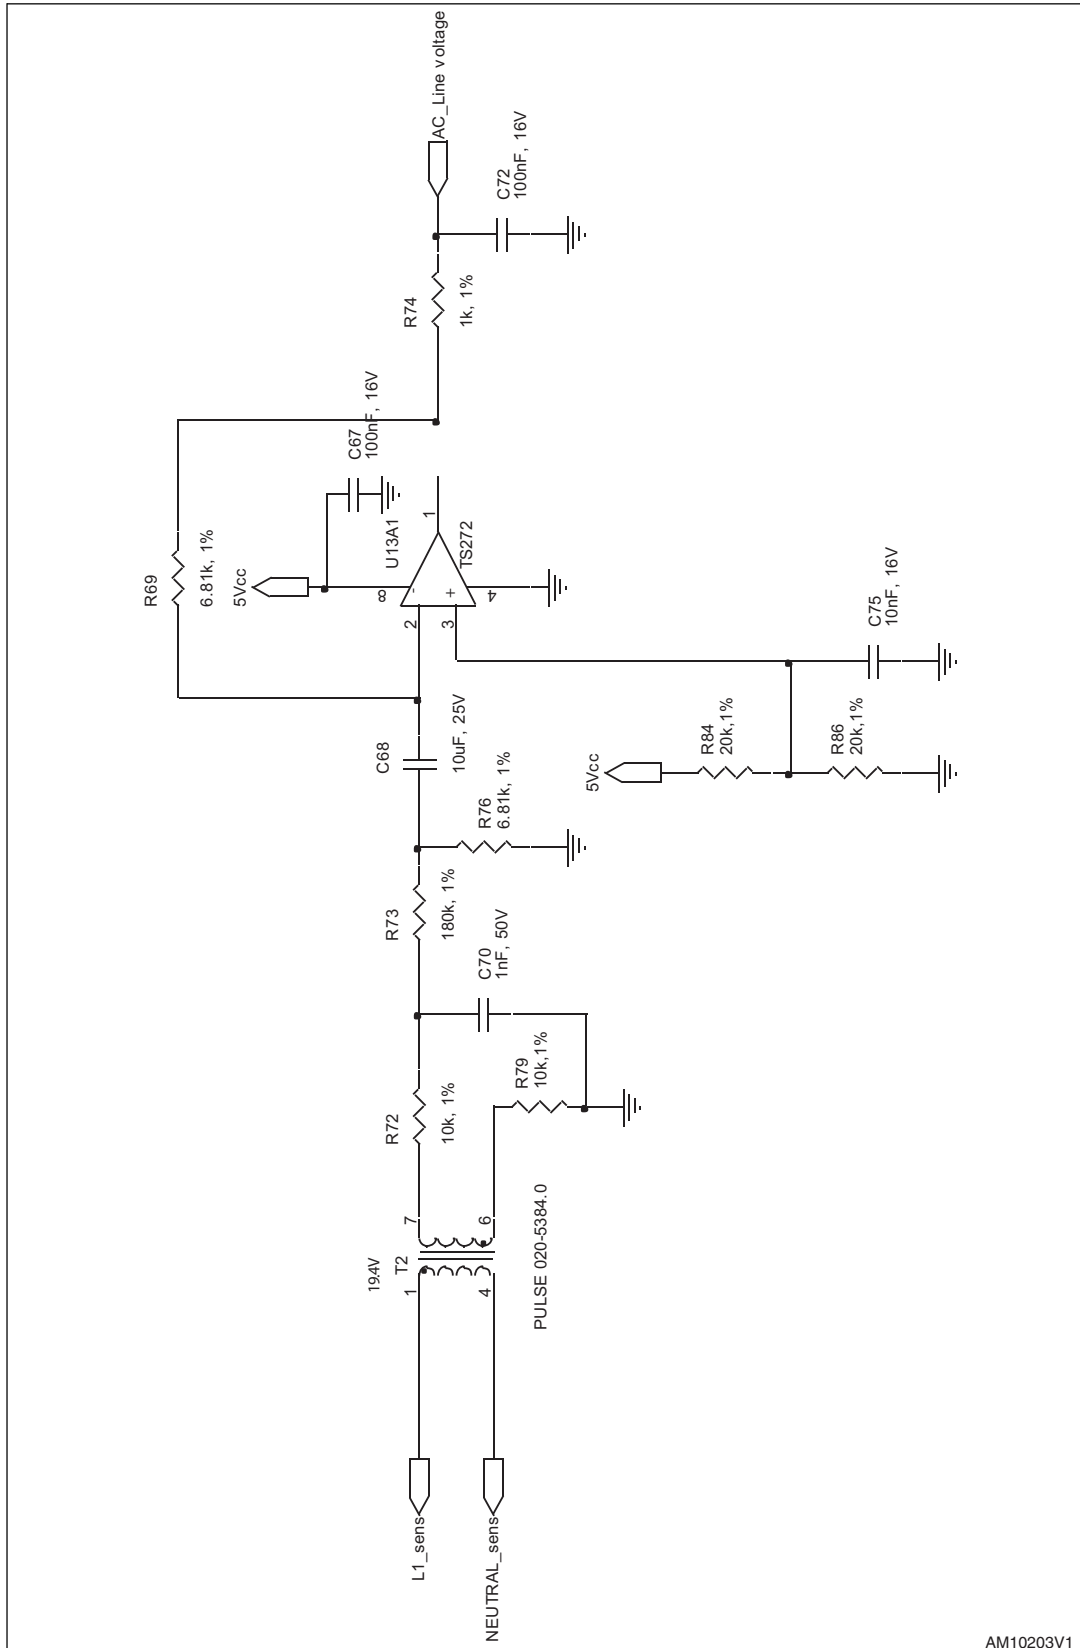 L1_sens
NEUTRAL_sens
19.4V
T2
1
4
7
6
PULSE 020-5384.0
R72
10k, 1%
R79
10k,1%
C70
1nF, 50V
R73
180k, 1%
R76
6.81k, 1%
C68
10uF, 25V
R69
6.81k, 1%
5Vcc
C67
100nF, 16V
U13A1
TS272
8
2
-
3
+
4
1
5Vcc
R84
20k,1%
R86
20k,1%
C75
10nF, 16V
R74
1k, 1%
C72
100nF, 16V
AC_Line voltage
AM10203V1